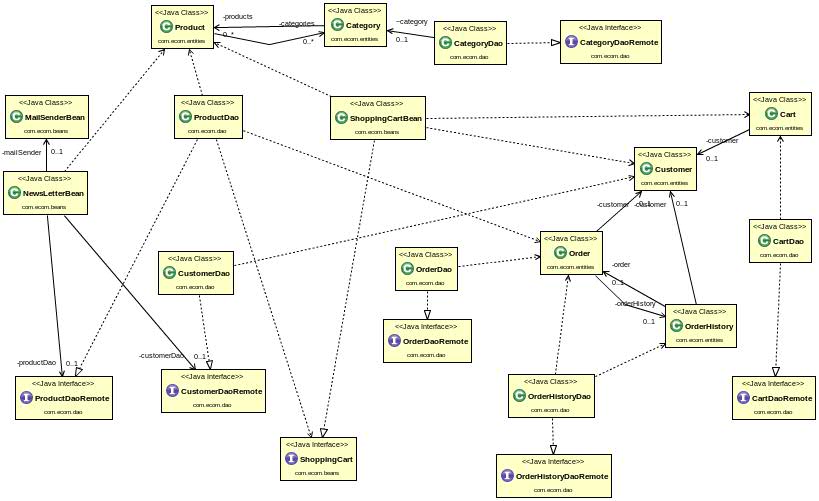 <<Java Class>>
Product
com.ecom.entities
-products
0..*
-categories
0..*
<<Java Class>>
Category
com.ecom.entities
~category
0..1
<<Java Class>>
CategoryDao
com.ecom.dao
<<Java Interface>>
CategoryDaoRemote
com.ecom.dao
<<Java Class>>
MailSenderBean
com.ecom.beans
<<Java Class>>
ProductDao
com.ecom.dao
<<Java Class>>
ShoppingCartBean
com.ecom.beans
<<Java Class>>
Cart
com.ecom.entities
-mailSender
0..1
-customer
0..1
<<Java Class>>
Customer
com.ecom.entities
<<Java Class>>
NewsLetterBean
com.ecom.beans
-customer
0..1
-customer
0..1
<<Java Class>>
CartDao
com.ecom.dao
<<Java Class>>
CustomerDao
com.ecom.dao
<<Java Class>>
OrderDao
com.ecom.dao
<<Java Class>>
Order
com.ecom.entities
-order
0..1
-orderHistory
0..1
<<Java Class>>
OrderHistory
com.ecom.entities
<<Java Interface>>
OrderDaoRemote
com.ecom.dao
-productDao
0..1
-customerDao
0..1
<<Java Interface>>
ProductDaoRemote
com.ecom.dao
<<Java Interface>>
CustomerDaoRemote
com.ecom.dao
<<Java Class>>
OrderHistoryDao
com.ecom.dao
<<Java Interface>>
CartDaoRemote
com.ecom.dao
<<Java Interface>>
ShoppingCart
com.ecom.beans
<<Java Interface>>
OrderHistoryDaoRemote
com.ecom.dao